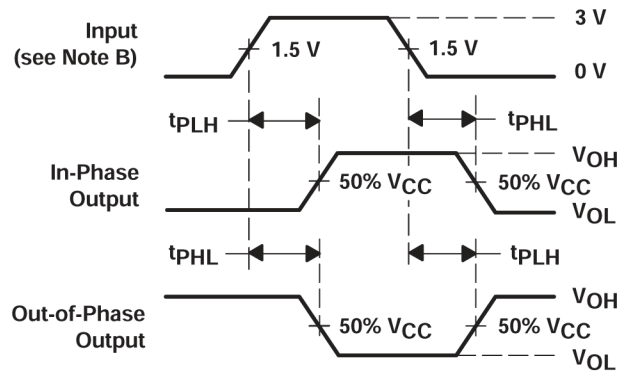 Input
(see Note B)
1.5 V
1.5 V
3 V
0 V
tPLH
tPHL
In-Phase
Output
50% VCC
50% VCC
VOH
VOL
tPHL
tPLH
Out-of-Phase
Output
50% VCC
50% VCC
VOH
VOL